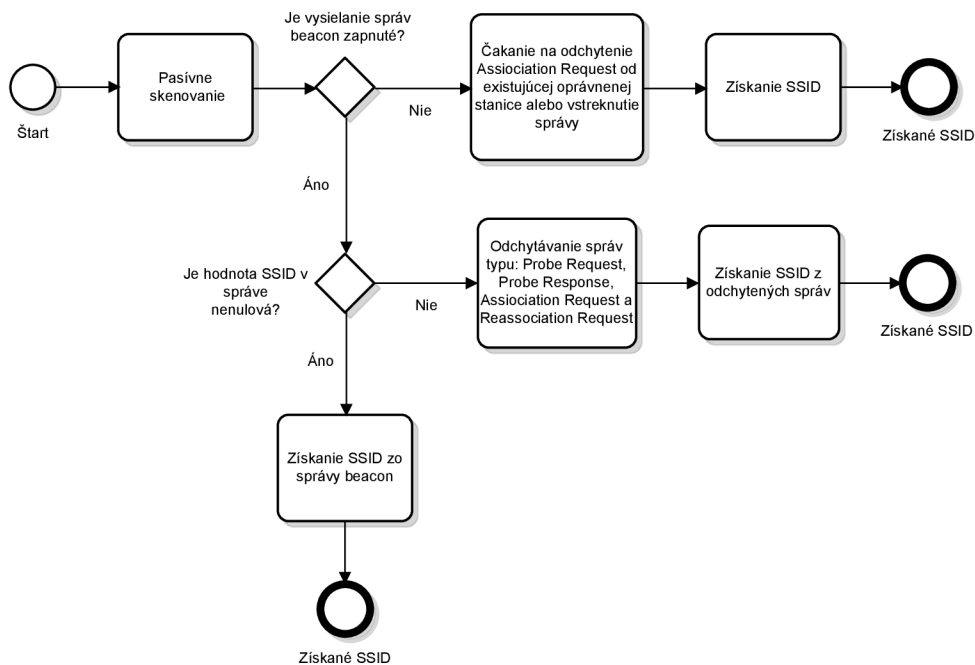 Je vysielanie správ
beacon zapnuté?
Štart
Pasívne
skenovanie
Nie
Čakanie na odchytenie
Assiociation Request od
existujúcej oprávnenej
stanice alebo vstreknutie
správy
Získanie SSID
Získané SSID
Áno
Je hodnota SSID v
správe
nenulová?
Nie
Odchytávanie správ
typu: Probe Request,
Probe Response,
Assiociation Request a
Reassociation Request
Získanie SSID z
odchytených správ
Získané SSID
Áno
Získanie SSID zo
správy beacon
Získané SSID